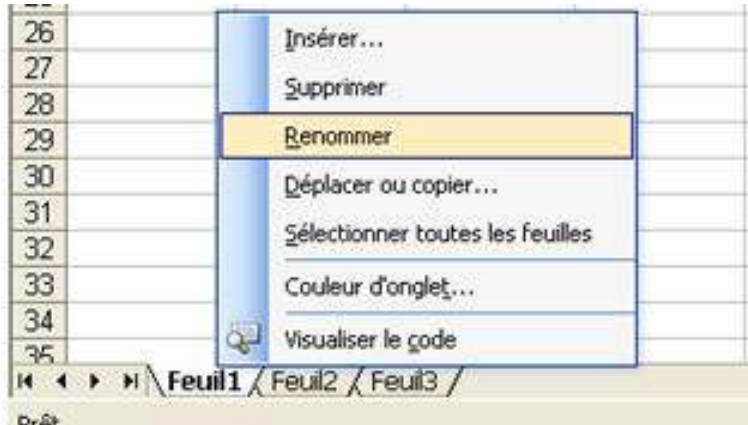 26
Insérer...
27
Supprimer
28
29
Renommer
30
Déplacer ou copier...
31
Sélectionner toutes les feuilles
32
33
Couleur d'onglet...
34
Visualiser le code
35
Feuil1 / Feuil2 / Feuil3 /
Prêt